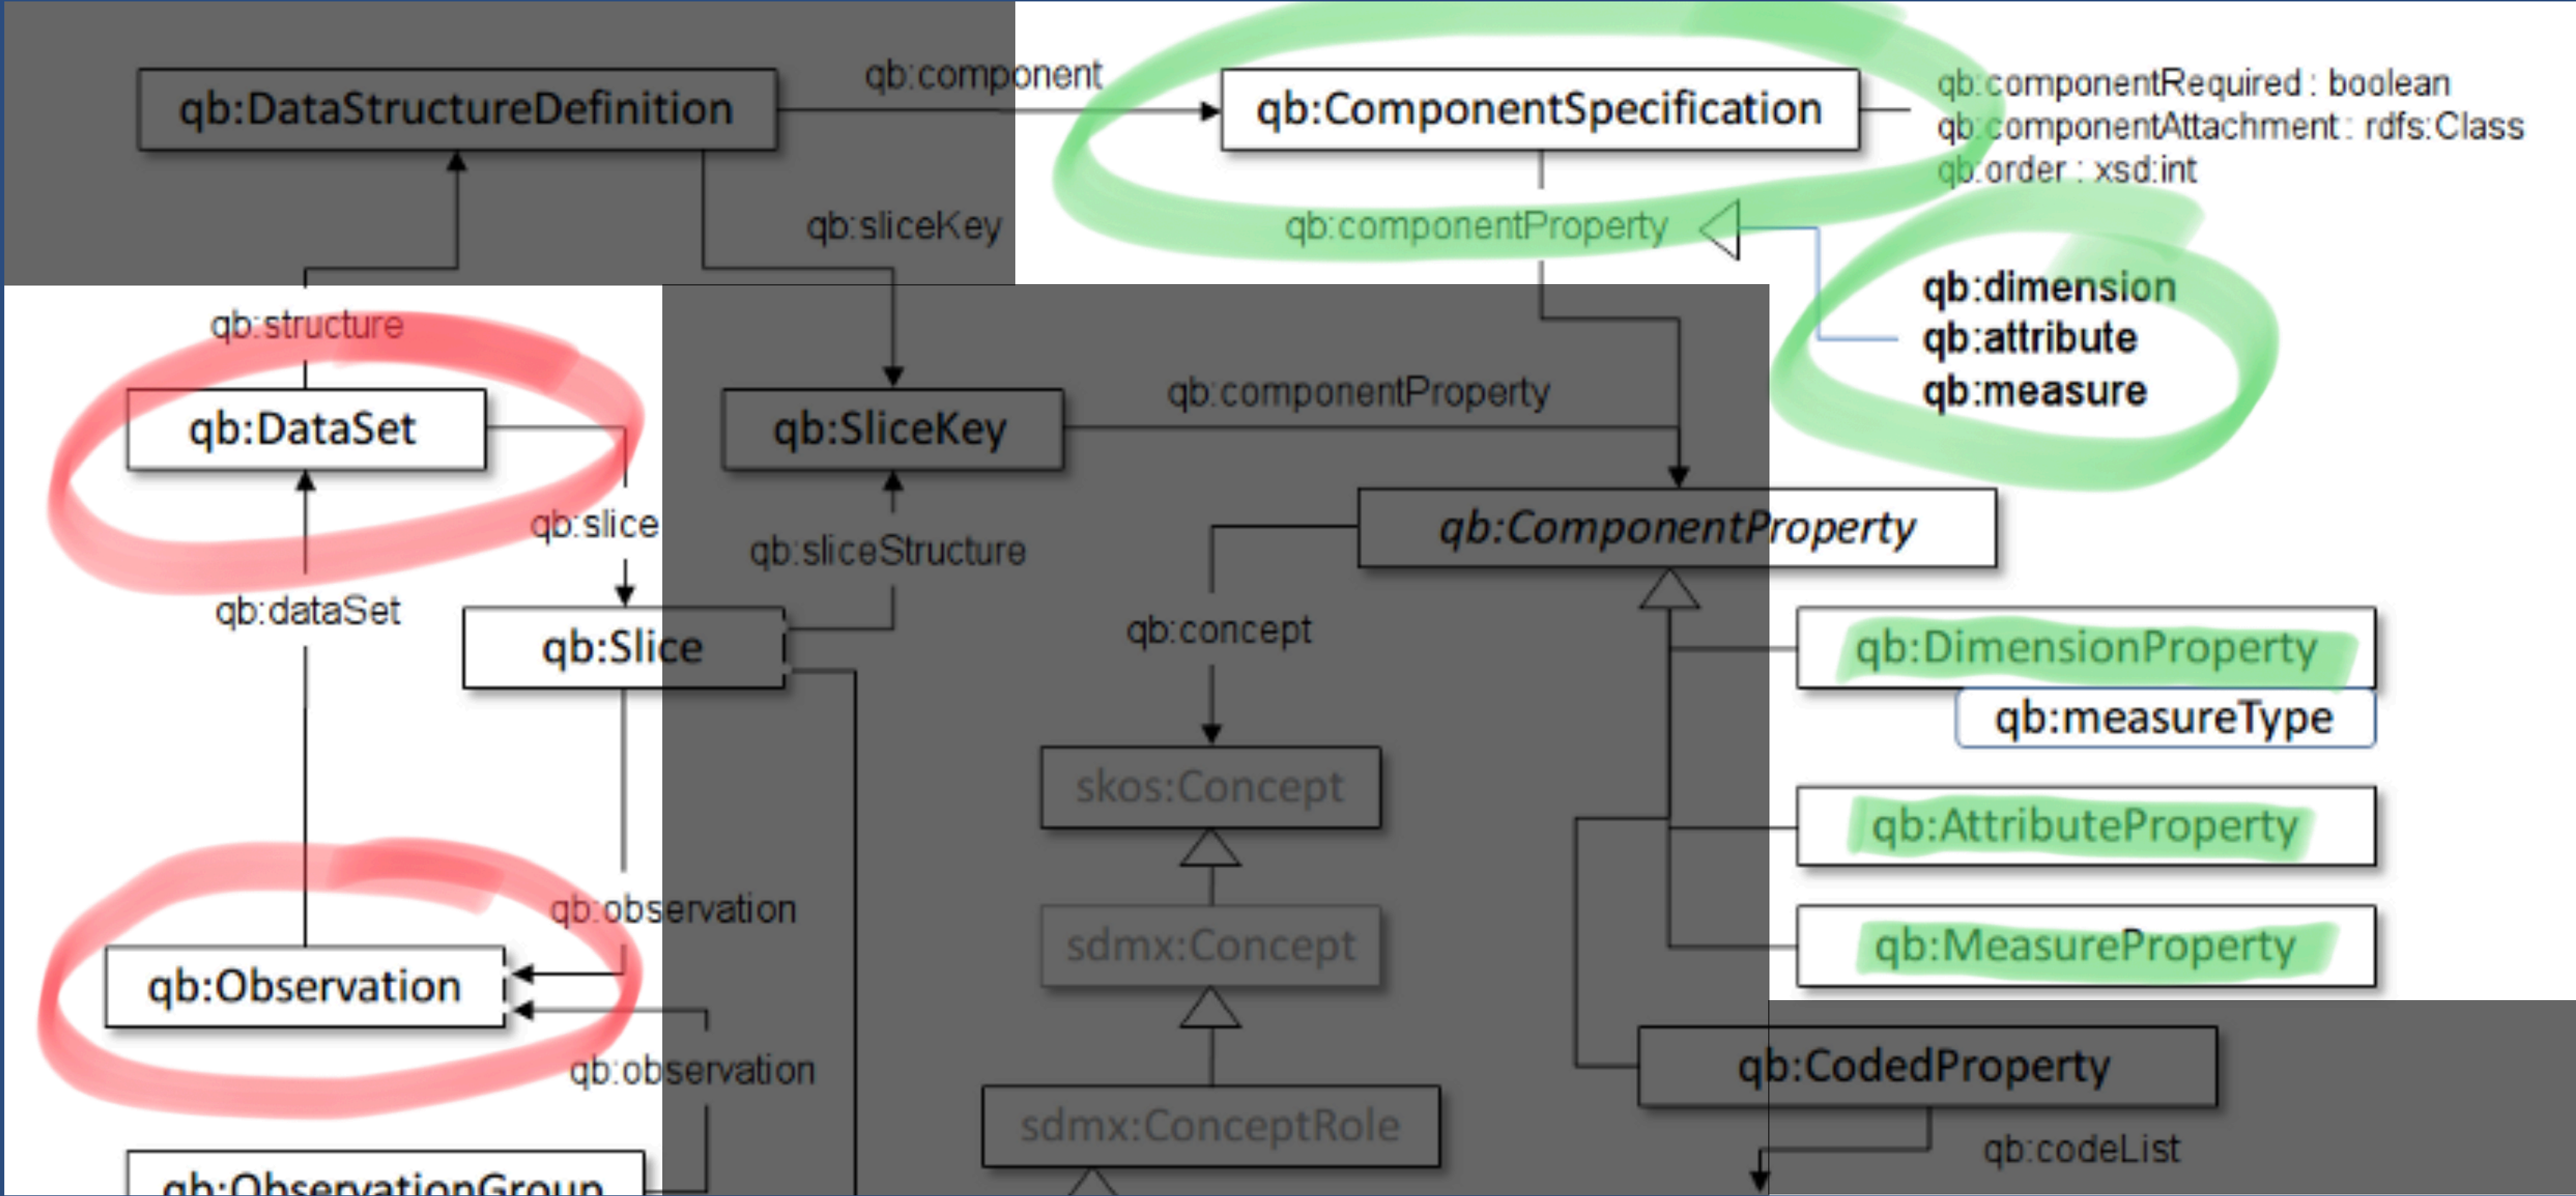 qb:component
qb:DataStructureDefinition
qb:ComponentSpecification
qb:componentRequired : boolean
qb:componentAttachment : rdfs:Class
qb:order : xsd:int
qb:sliceKey
qb:componentProperty
qb:dimension
qb:attribute
qb:measure
qb:structure
qb:DataSet
qb:SliceKey
qb:componentProperty
qb:slice
qb:sliceStructure
qb:ComponentProperty
qb:dataSet
qb:Slice
qb:concept
qb:DimensionProperty
qb:measureType
skos:Concept
qb:AttributeProperty
qb:observation
sdmx:Concept
qb:MeasureProperty
qb:Observation
qb:observation
qb:CodedProperty
sdmx:ConceptRole
qb:codeList
qb:ObservationGroup